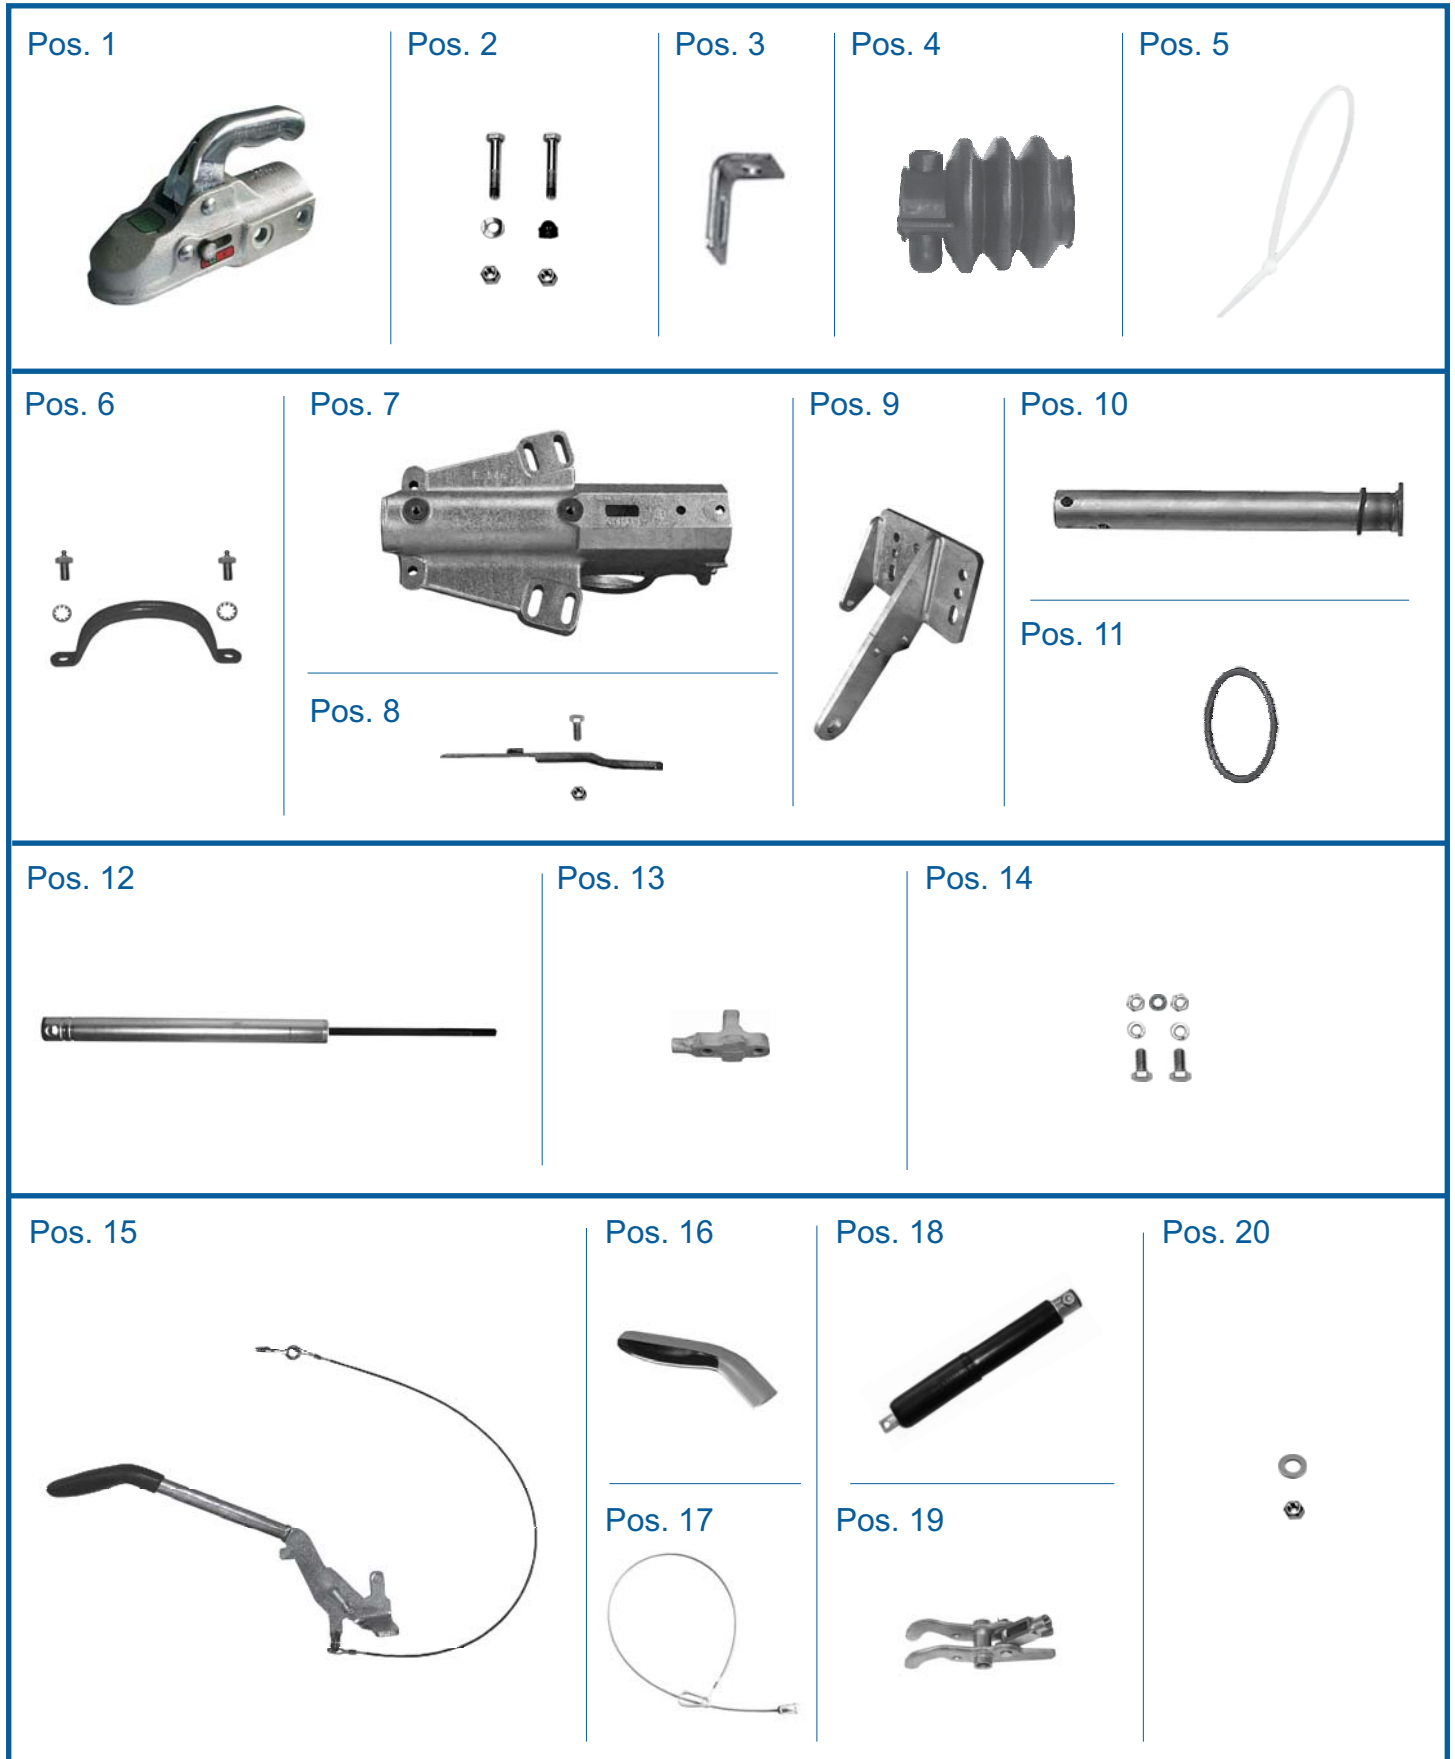 Pos. 1
Pos. 2
Pos. 3
Pos. 4
Pos. 5
Pos. 6
Pos. 7
Pos. 8
Pos. 9
Pos. 10
Pos. 11
Pos. 12
Pos. 13
Pos. 14
Pos. 15
Pos. 16
Pos. 17
Pos. 18
Pos. 19
Pos. 20